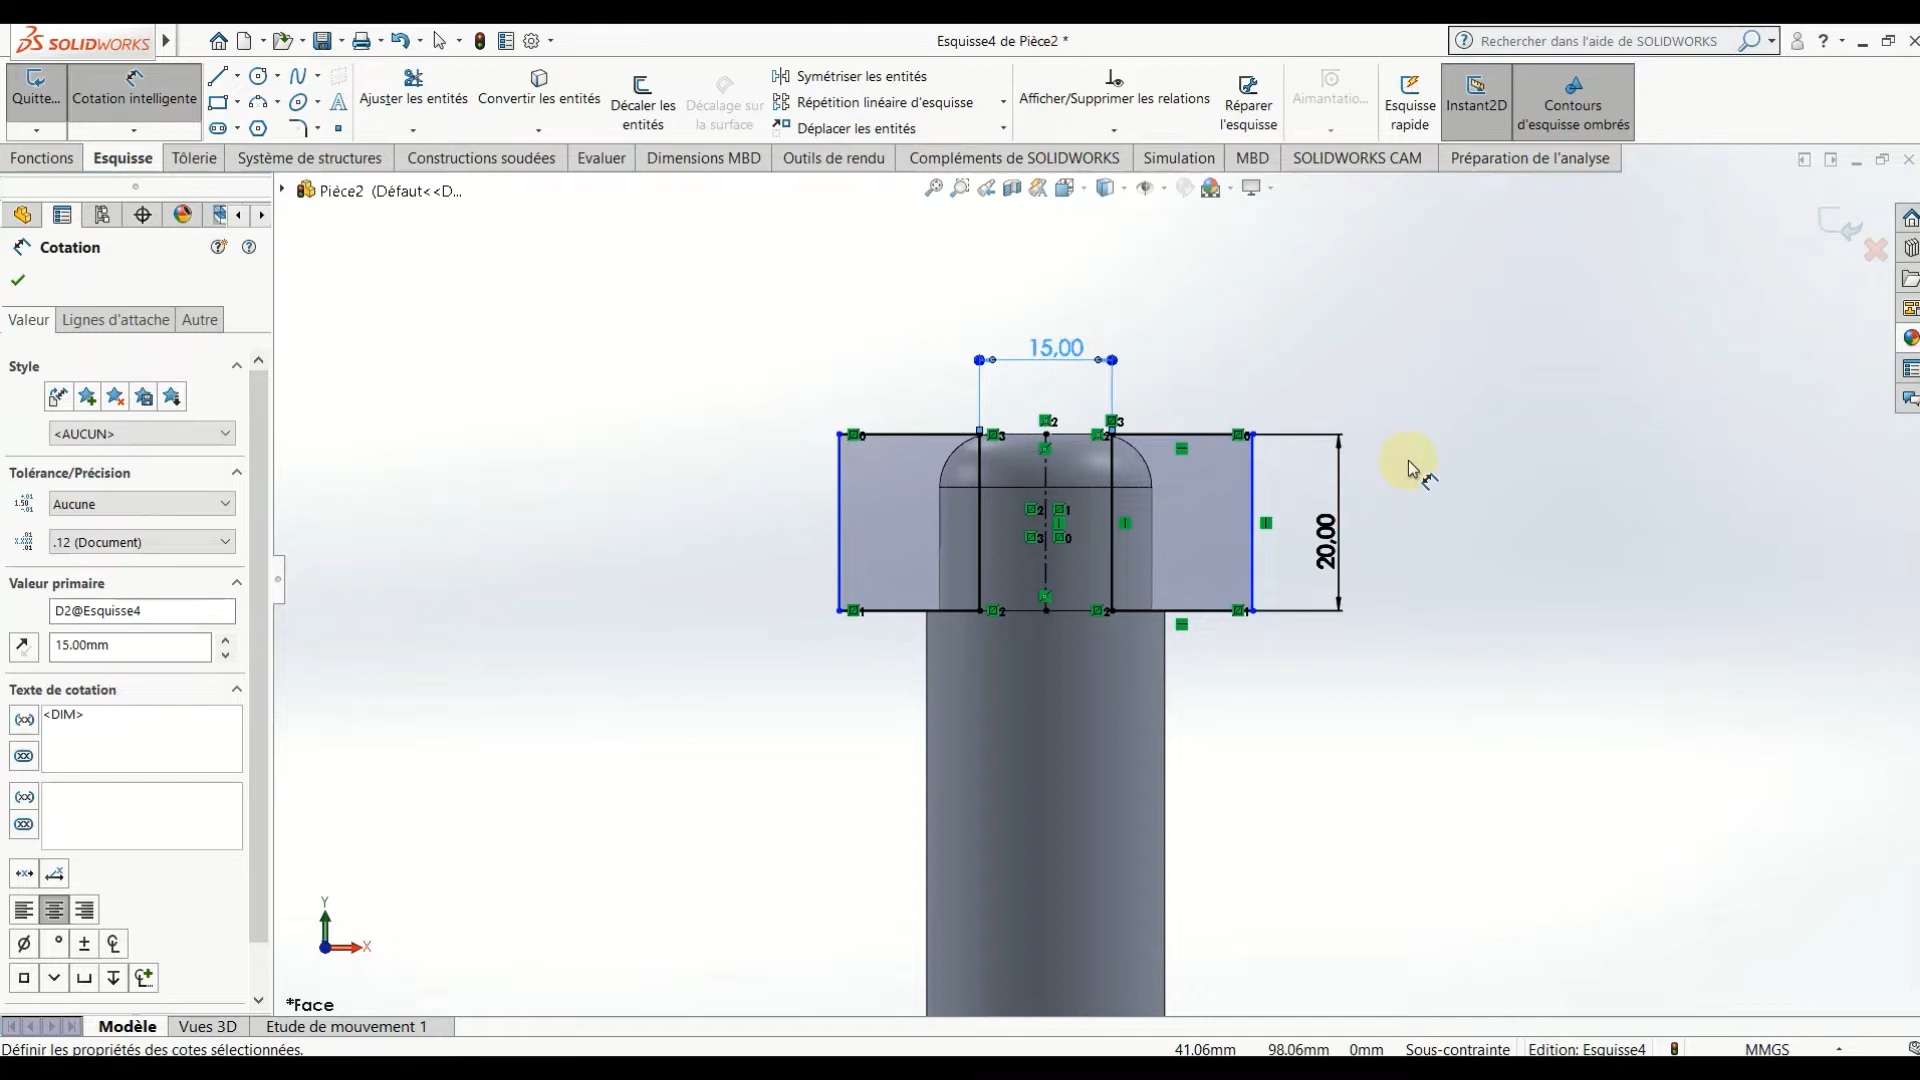 SOLIDWORKS
Esquisse4 de Pièce2 *
Rechercher dans l'aide de SOLIDWORKS
?
Quitte...
Cotation intelligente
Ajuster les entités
Convertir les entités
Décaler les entités
Décalage sur la surface
Symétriser les entités
Répétition linéaire d'esquisse
Déplacer les entités
Afficher/Supprimer les relations
Réparer l'esquisse
Aimantatio...
Esquisse rapide
Instant2D
Contours d'esquisse ombrés
Fonctions
Esquisse
Tôlerie
Système de structures
Constructions soudées
Evaluer
Dimensions MBD
Outils de rendu
Compléments de SOLIDWORKS
Simulation
MBD
SOLIDWORKS CAM
Préparation de l'analyse
Pièce2 (Défaut<<D...
Cotation
Valeur
Lignes d'attache
Autre
Style
<AUCUN>
Tolérance/Précision
Aucune
.12 (Document)
Valeur primaire
D2@Esquisse4
15.00mm
Texte de cotation
<DIM>
15,00
20,00
Y
X
*Face
Modèle
Vues 3D
Etude de mouvement 1
Définir les propriétés des cotes sélectionnées.
41.06mm
98.06mm
0mm
Sous-contrainte
Edition: Esquisse4
MMGS